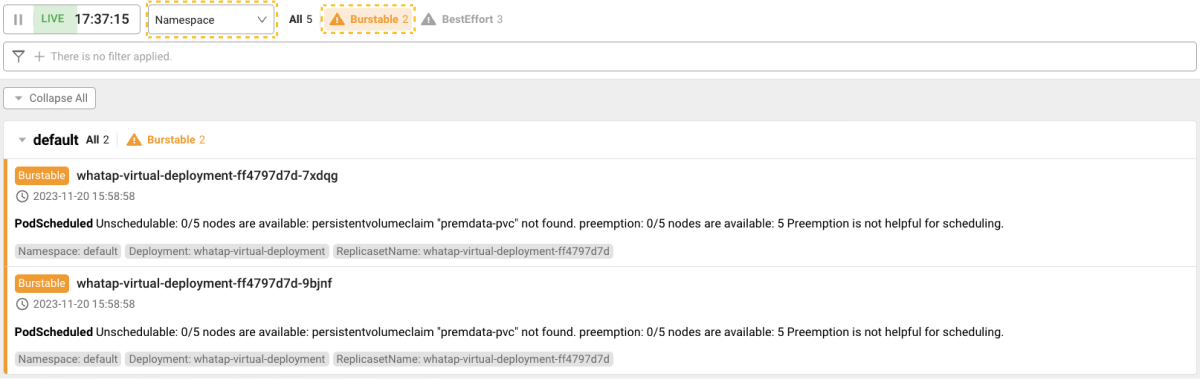 LIVE 17:37:15 Namespace All 5 Burstable 2 BestEffort 3
There is no filter applied.
Collapse All
default All 2 Burstable 2
Burstable whatap-virtual-deployment-ff4797d7d-7xdqg
2023-11-20 15:58:58
PodScheduled Unschedulable: 0/5 nodes are available: persistentvolumeclaim "premdata-pvc" not found. preemption: 0/5 nodes are available: 5 Preemption is not helpful for scheduling.
Namespace: default Deployment: whatap-virtual-deployment ReplicasetName: whatap-virtual-deployment-ff4797d7d
Burstable whatap-virtual-deployment-ff4797d7d-9bjnf
2023-11-20 15:58:58
PodScheduled Unschedulable: 0/5 nodes are available: persistentvolumeclaim "premdata-pvc" not found. preemption: 0/5 nodes are available: 5 Preemption is not helpful for scheduling.
Namespace: default Deployment: whatap-virtual-deployment ReplicasetName: whatap-virtual-deployment-ff4797d7d